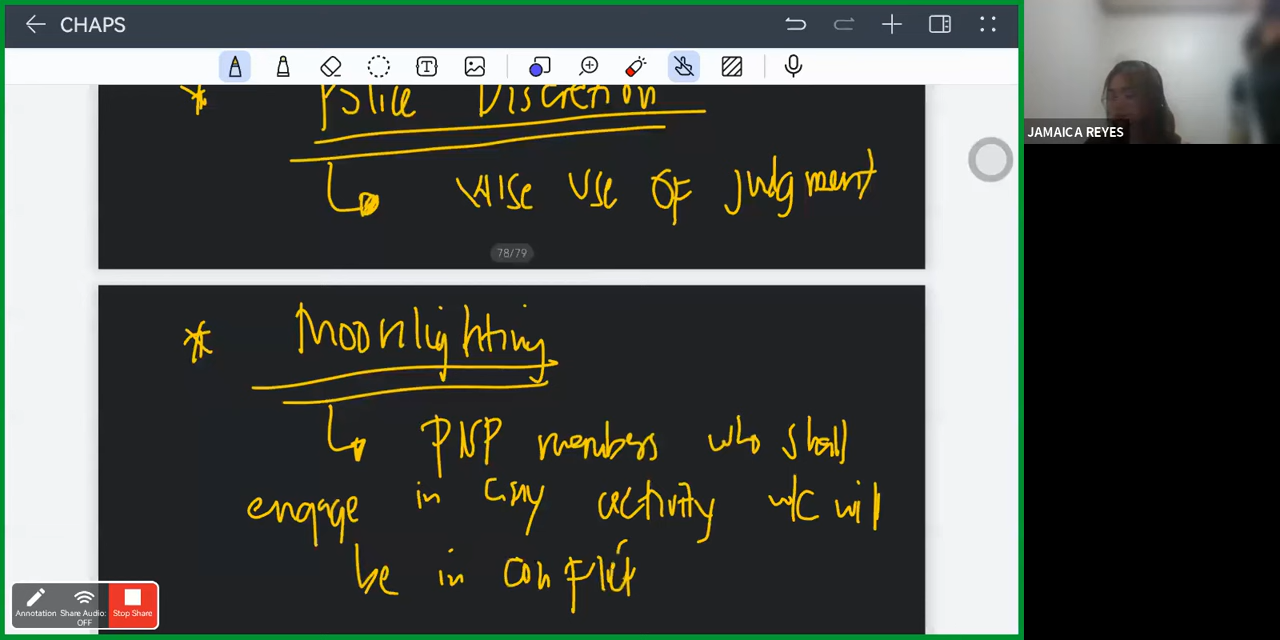 CHAPS
JAMAICA REYES
* Police Discretion
wise use of judgment
78/79
* Moonlighting
PNP members who shall
engage in any activity w/c will
be in conflict
Annotation Share Audio: OFF Stop Share